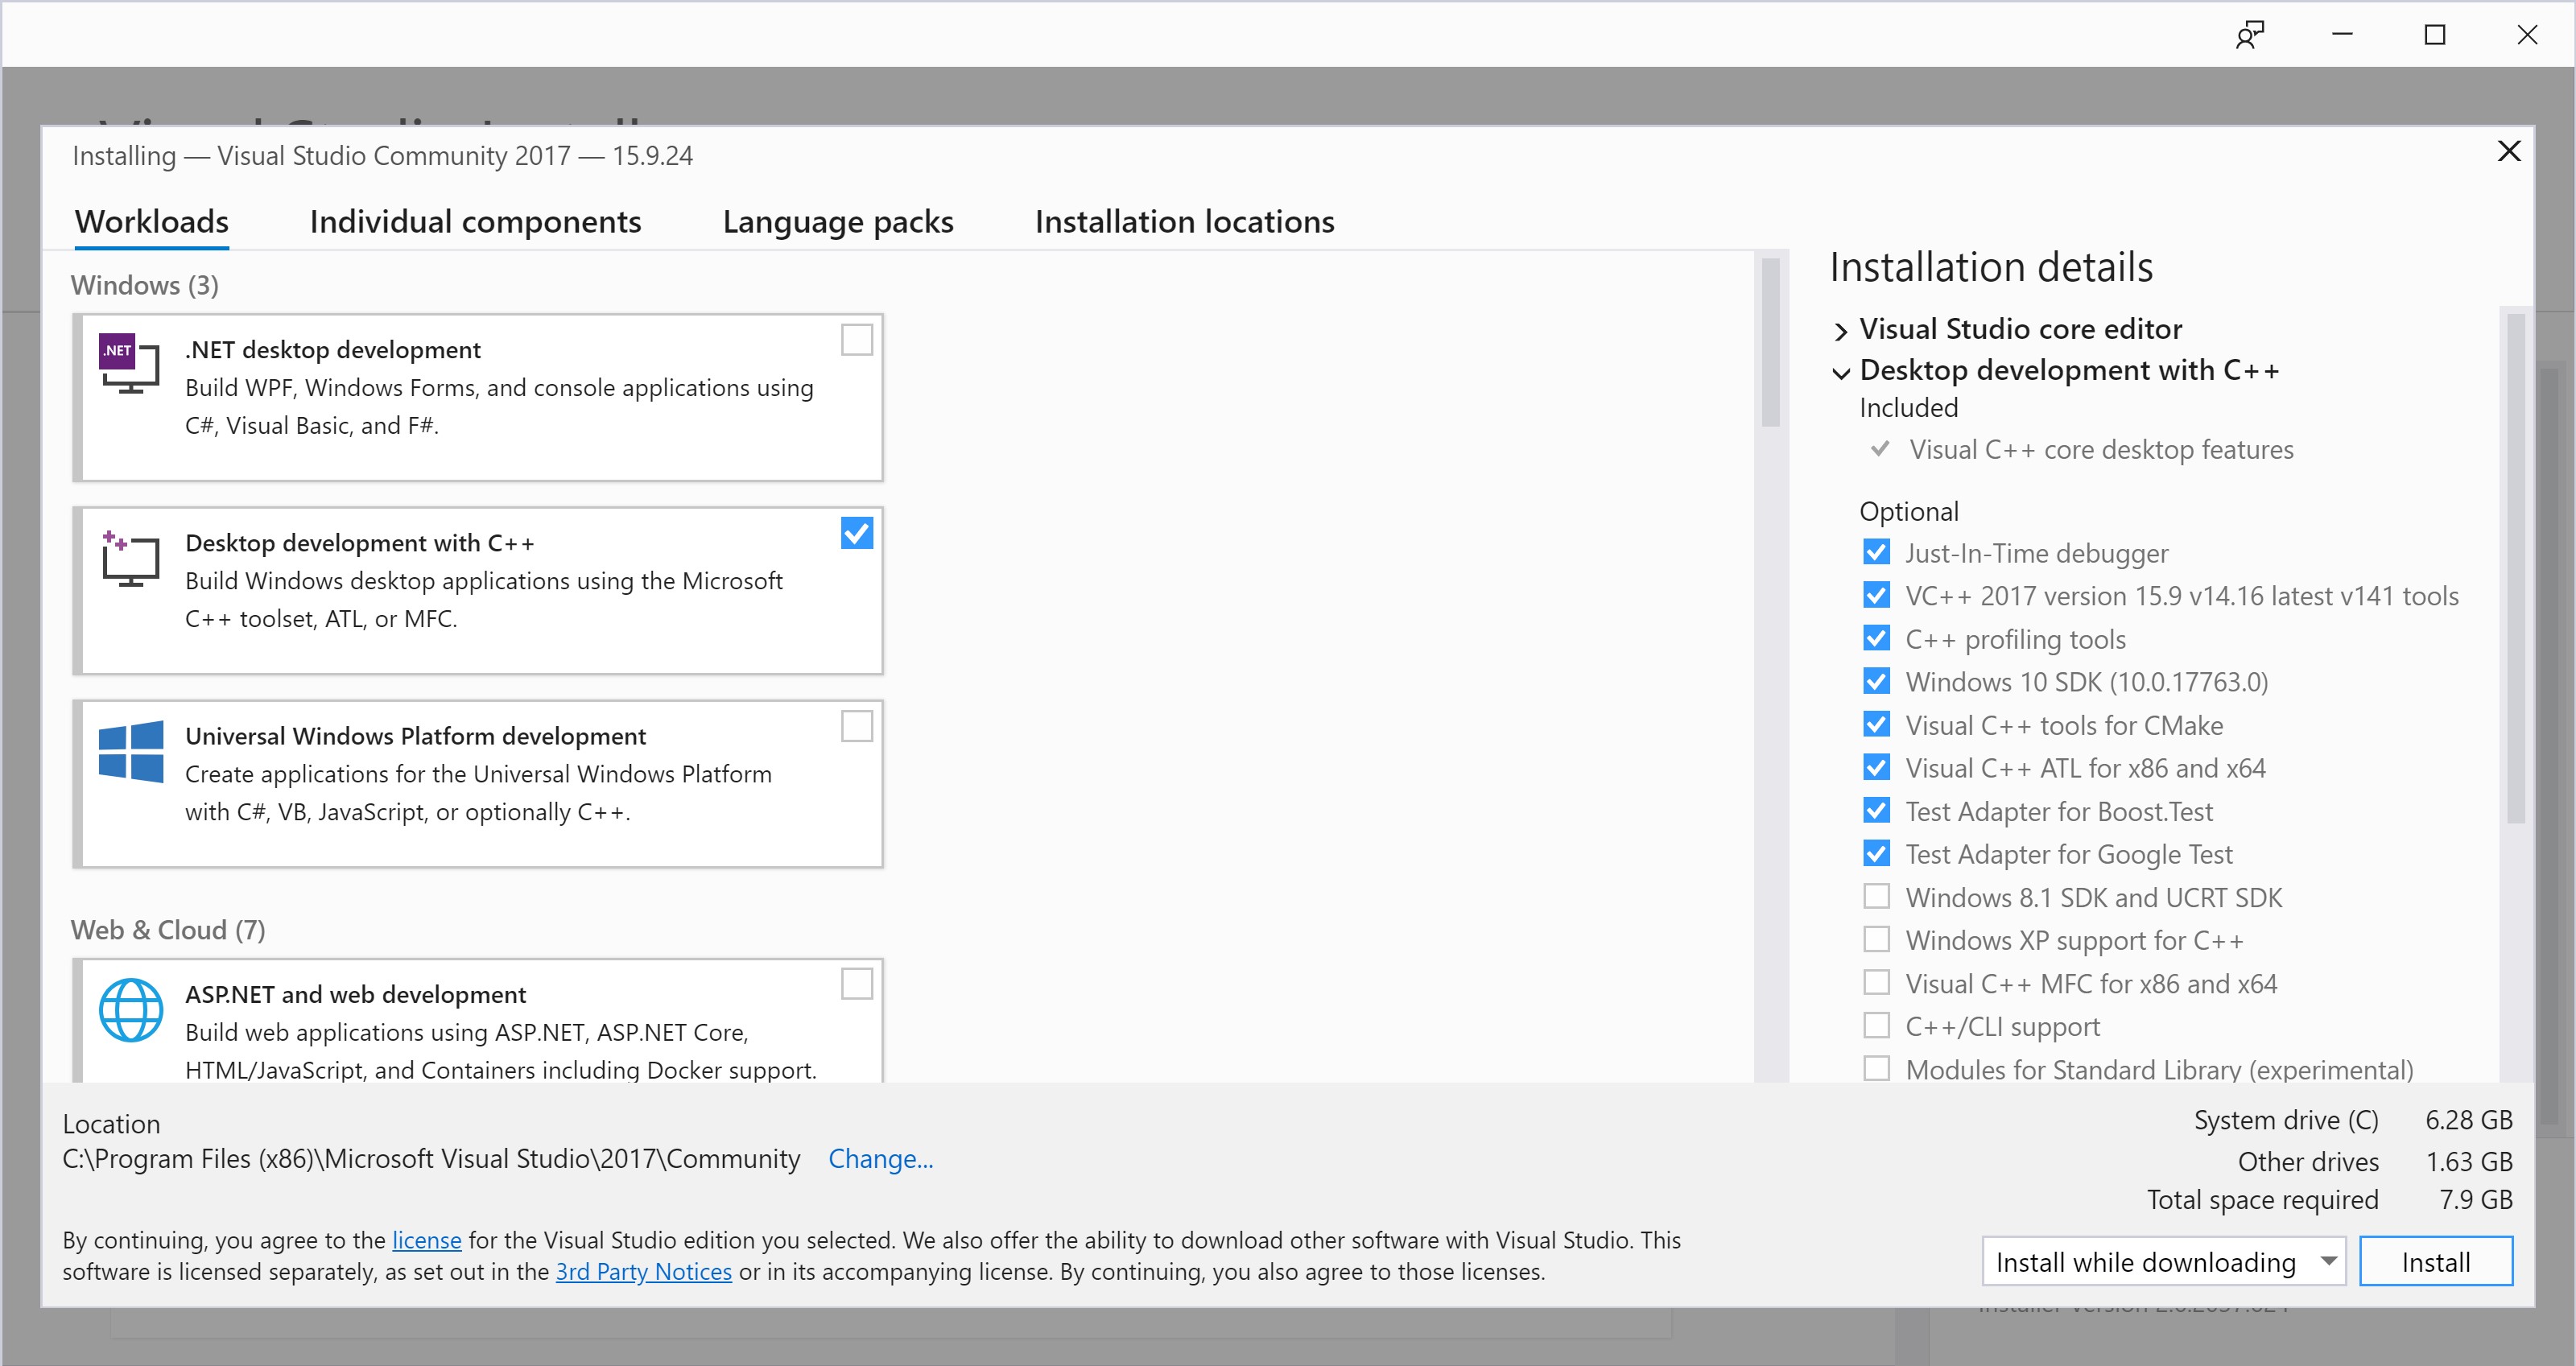 Installing — Visual Studio Community 2017 — 15.9.24
Workloads
Individual components
Language packs
Installation locations
Windows (3)
.NET
.NET desktop development
Build WPF, Windows Forms, and console applications using
C#, Visual Basic, and F#.
Desktop development with C++
Build Windows desktop applications using the Microsoft
C++ toolset, ATL, or MFC.
Universal Windows Platform development
Create applications for the Universal Windows Platform
with C#, VB, JavaScript, or optionally C++.
Web & Cloud (7)
ASP.NET and web development
Build web applications using ASP.NET, ASP.NET Core,
HTML/JavaScript, and Containers including Docker support.
Installation details
Visual Studio core editor
Desktop development with C++
Included
Visual C++ core desktop features
Optional
Just-In-Time debugger
VC++ 2017 version 15.9 v14.16 latest v141 tools
C++ profiling tools
Windows 10 SDK (10.0.17763.0)
Visual C++ tools for CMake
Visual C++ ATL for x86 and x64
Test Adapter for Boost.Test
Test Adapter for Google Test
Windows 8.1 SDK and UCRT SDK
Windows XP support for C++
Visual C++ MFC for x86 and x64
C++/CLI support
Modules for Standard Library (experimental)
Location
C:\Program Files (x86)\Microsoft Visual Studio\2017\Community Change...
By continuing, you agree to the license for the Visual Studio edition you selected. We also offer the ability to download other software with Visual Studio. This
software is licensed separately, as set out in the 3rd Party Notices or in its accompanying license. By continuing, you also agree to those licenses.
System drive (C) 6.28 GB
Other drives 1.63 GB
Total space required 7.9 GB
Install while downloading
Install